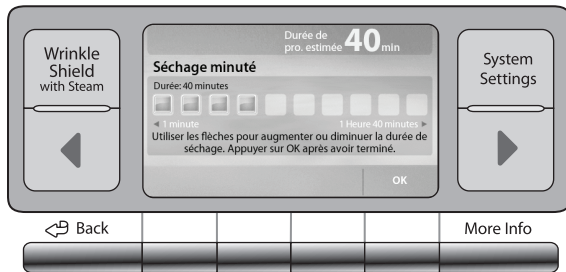 Wrinkle
Shield
with Steam
Durée de
pro. estimée 40 min
Séchage minuté
Durée: 40 minutes
◄ 1 minute
1 Heure 40 minutes ►
Utiliser les flèches pour augmenter ou diminuer la durée de
séchage. Appuyer sur OK après avoir terminé.
OK
System
Settings
Back
More Info